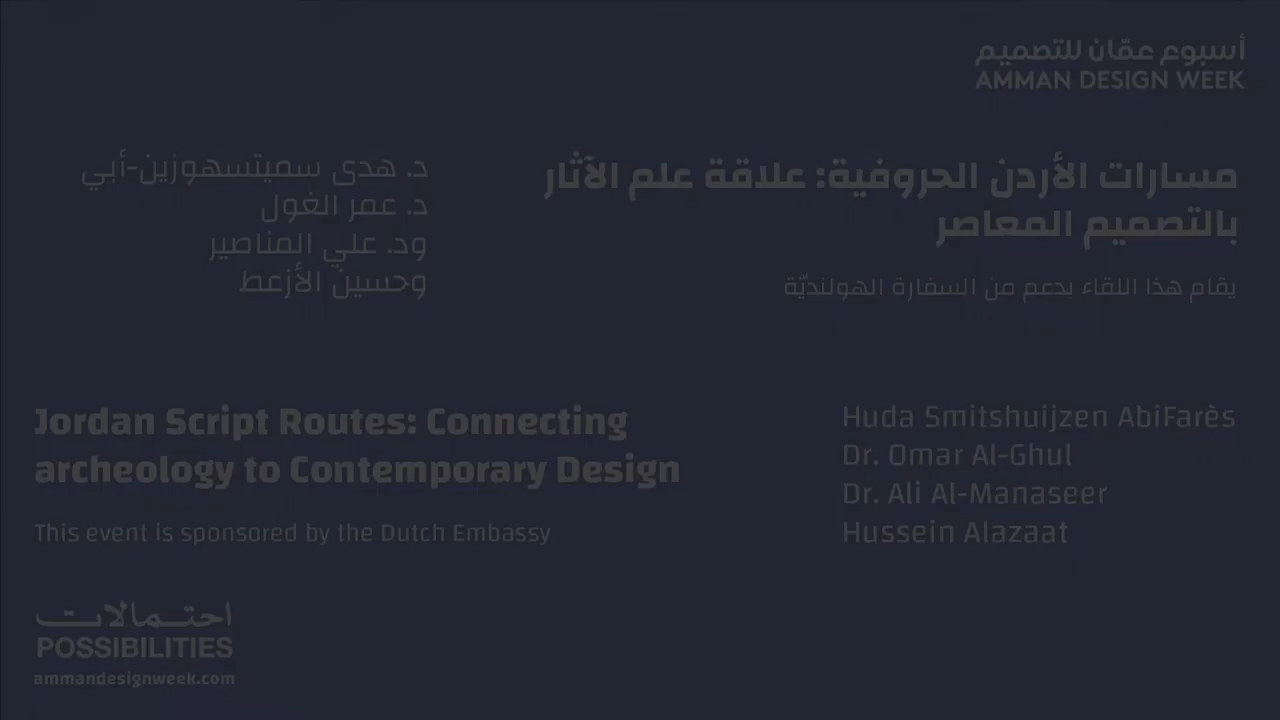 أسبوع عمّان للتصميم
AMMAN DESIGN WEEK
مسارات الأردن الحروفية: علاقة علم الآثار
بالتصميم المعاصر
يقام هذا اللقاء بدعم من السفارة الهولنديّة
د. هدى سميتسهوزين-أبي
د. عمر الغول
ود. علي المناصير
وحسين الأزعط
Jordan Script Routes: Connecting
archeology to Contemporary Design
This event is sponsored by the Dutch Embassy
Huda Smitshuijzen AbiFarès
Dr. Omar Al-Ghul
Dr. Ali Al-Manaseer
Hussein Alazaat
احتمالات
POSSIBILITIES
ammandesignweek.com